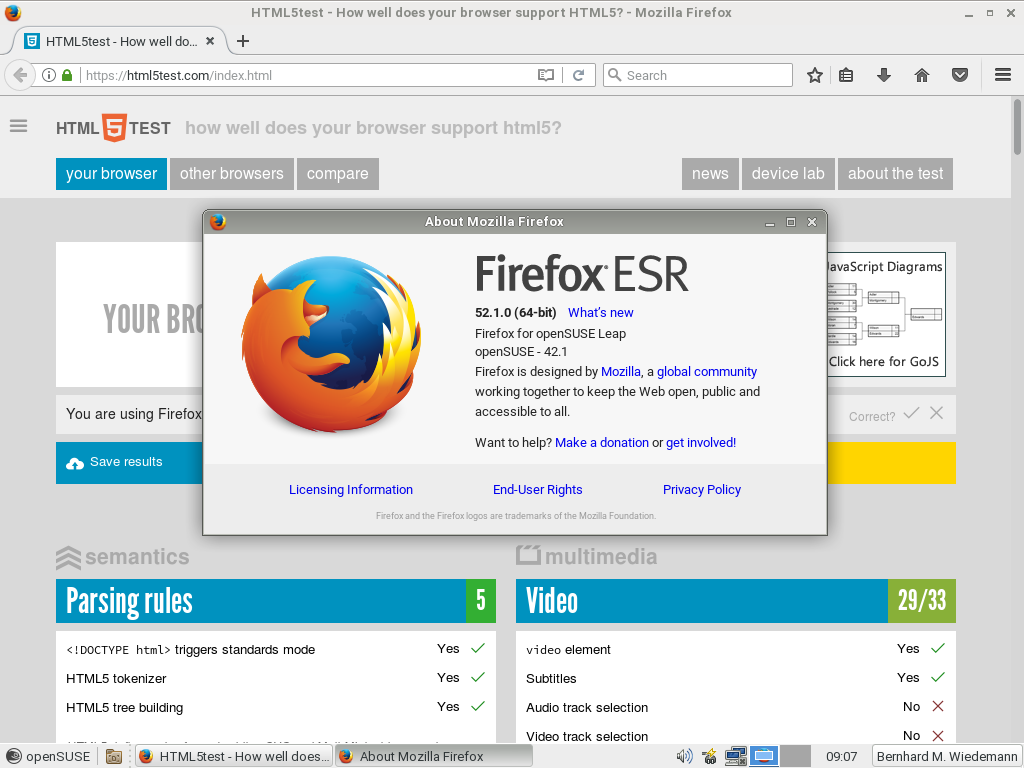 HTML5test - How well does your browser support HTML5? - Mozilla Firefox
HTML5test - How well do...
https://html5test.com/index.html
Search
HTML 5 TEST how well does your browser support html5?
your browser other browsers compare news device lab about the test
About Mozilla Firefox
Firefox ESR
52.1.0 (64-bit) What's new
Firefox for openSUSE Leap
openSUSE - 42.1
Firefox is designed by Mozilla, a global community
working together to keep the Web open, public and
accessible to all.
Want to help? Make a donation or get involved!
Licensing Information End-User Rights Privacy Policy
Firefox and the Firefox logos are trademarks of the Mozilla Foundation.
YOUR BRO
JavaScript Diagrams
Click here for GoJS
You are using Firefox
Correct?
Save results
semantics
Parsing rules 5
<!DOCTYPE html> triggers standards mode Yes
HTML5 tokenizer Yes
HTML5 tree building Yes
multimedia
Video 29/33
video element Yes
Subtitles Yes
Audio track selection No
Video track selection No
openSUSE HTML5test - How well does... About Mozilla Firefox 09:07 Bernhard M. Wiedemann